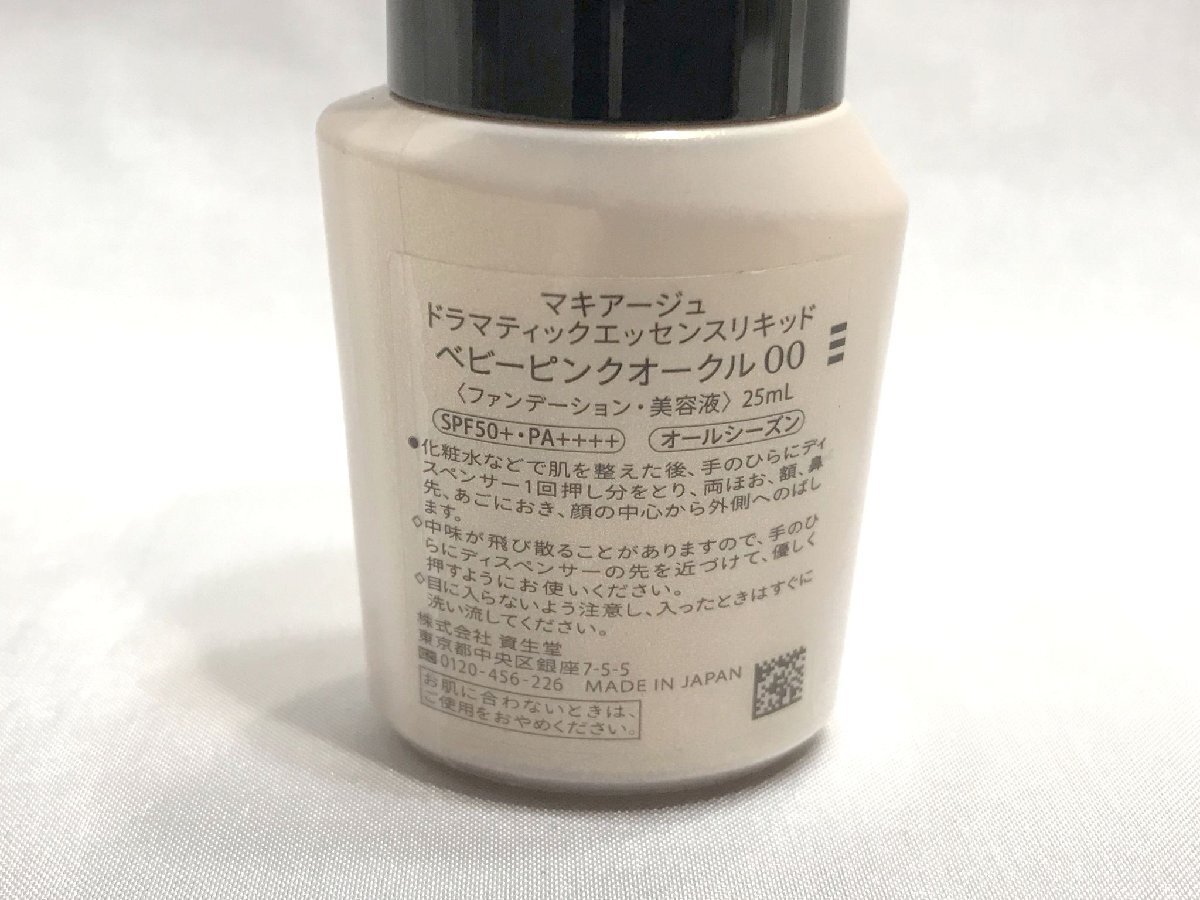 マキアージュ
ドラマティックエッセンスリキッド
ベビーピンクオークル 00
〈ファンデーション・美容液〉 25mL
SPF50+・PA++++ オールシーズン
●化粧水などで肌を整えた後、手のひらにディ
スペンサー1回押し分をとり、両ほお、額、鼻
先、あごにおき、顔の中心から外側へのばし
ます。
◇中味が飛び散ることがありますので、手のひ
らにディスペンサーの先を近づけて、優しく
押すようにお使いください。
◇目に入らないよう注意し、入ったときはすぐに
洗い流してください。
株式会社 資生堂
東京都中央区銀座7-5-5
0120-456-226 MADE IN JAPAN
お肌に合わないときは、
ご使用をおやめください。